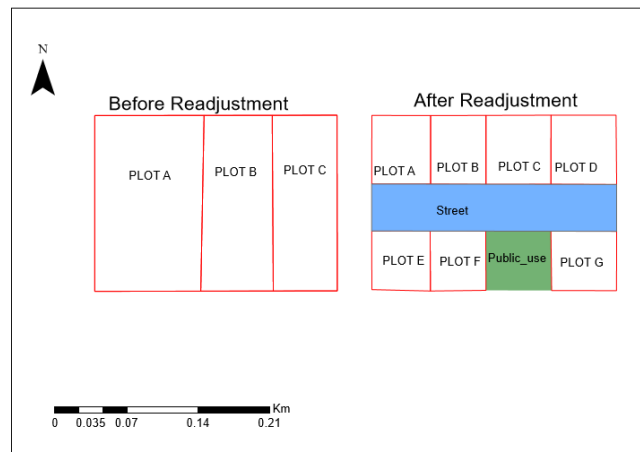 N
Before Readjustment
After Readjustment
PLOT A
PLOT B
PLOT C
PLOT A
PLOT B
PLOT C
PLOT D
Street
PLOT E
PLOT F
Public_use
PLOT G
Km
0 0.035 0.07 0.14 0.21